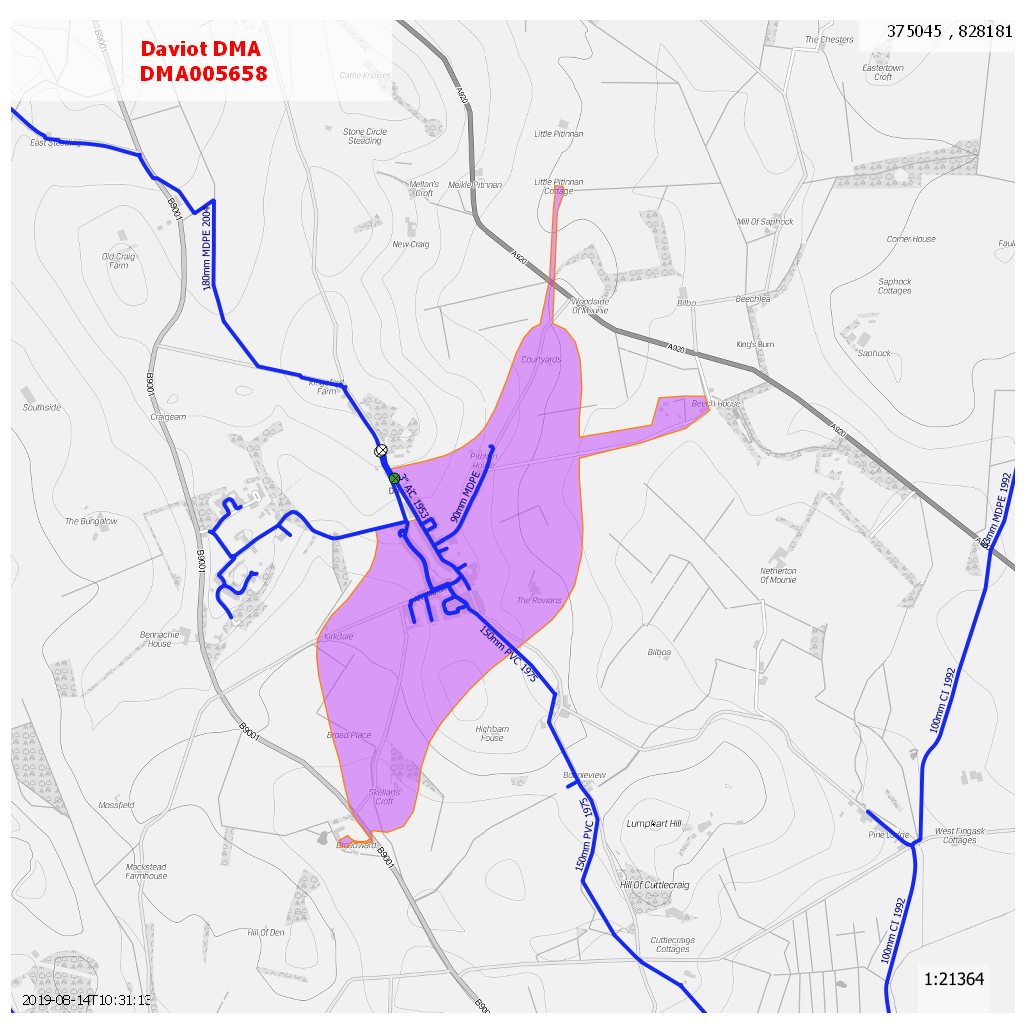 Daviot DMA
DMA005658
375045 , 828181
The Chesters
Eastertown
Croft
B9001
Cathe Knowes
A920
Stone Circle
Steading
Little Pitinnan
East Steading
Mellan's
Croft
Meikle Pitinnan
Little Pitinnan
Cottage
B9001
180mm MDPE 2004
New Craig
Mill Of Saphock
Corner House
Old Craig
Farm
A920
Saphock
Cottages
Woodside
Of Mounie
Bilbo
Beechlea
King's Burn
A920
Saphock
Courtyards
B9001
Kingsford
Farm
Southside
Craigearn
Beech House
A920
3" AC 1953
90mm MDPE
The Bungalow
B9001
63mm MDPE 1992
Netherton
Of Mounie
The Rowans
Bennachie
House
Kirkdale
150mm PVC 1975
Bilboa
100mm CI 1992
B9001
Broad Place
Highbarn
House
Bonnieview
Skellarts
Croft
Mossfield
150mm PVC 1975
Lumphart Hill
Pine Lodge
West Fingask
Cottages
Broadward
B9001
Mackstead
Farmhouse
Hill Of Cuttlecraig
100mm CI 1992
Hill Of Den
Cuttlecraigs
Cottages
1:21364
2019-08-14T10:31:13